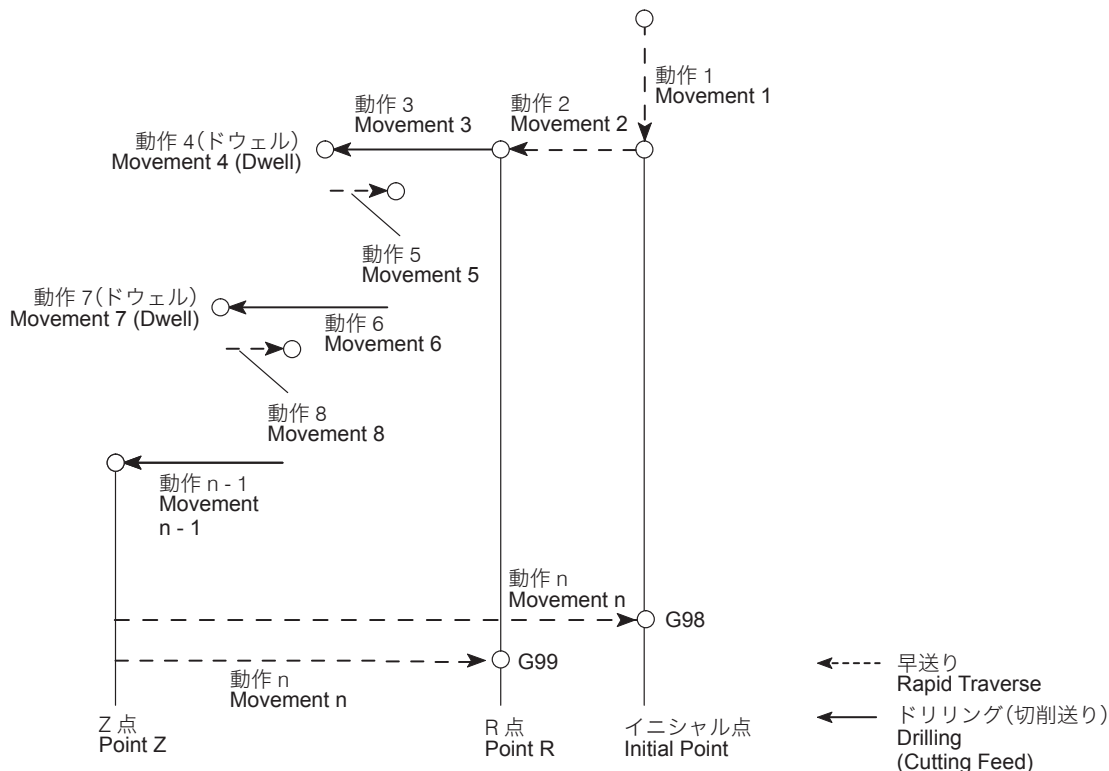 動作 1
Movement 1
動作 3
Movement 3
動作 2
Movement 2
動作 4(ドウェル)
Movement 4 (Dwell)
動作 5
Movement 5
動作 7(ドウェル)
Movement 7 (Dwell)
動作 6
Movement 6
動作 8
Movement 8
動作 n - 1
Movement
n - 1
動作 n
Movement n
G98
G99
動作 n
Movement n
早送り
Rapid Traverse
ドリリング(切削送り)
Drilling
(Cutting Feed)
Z 点
Point Z
R 点
Point R
イニシャル点
Initial Point